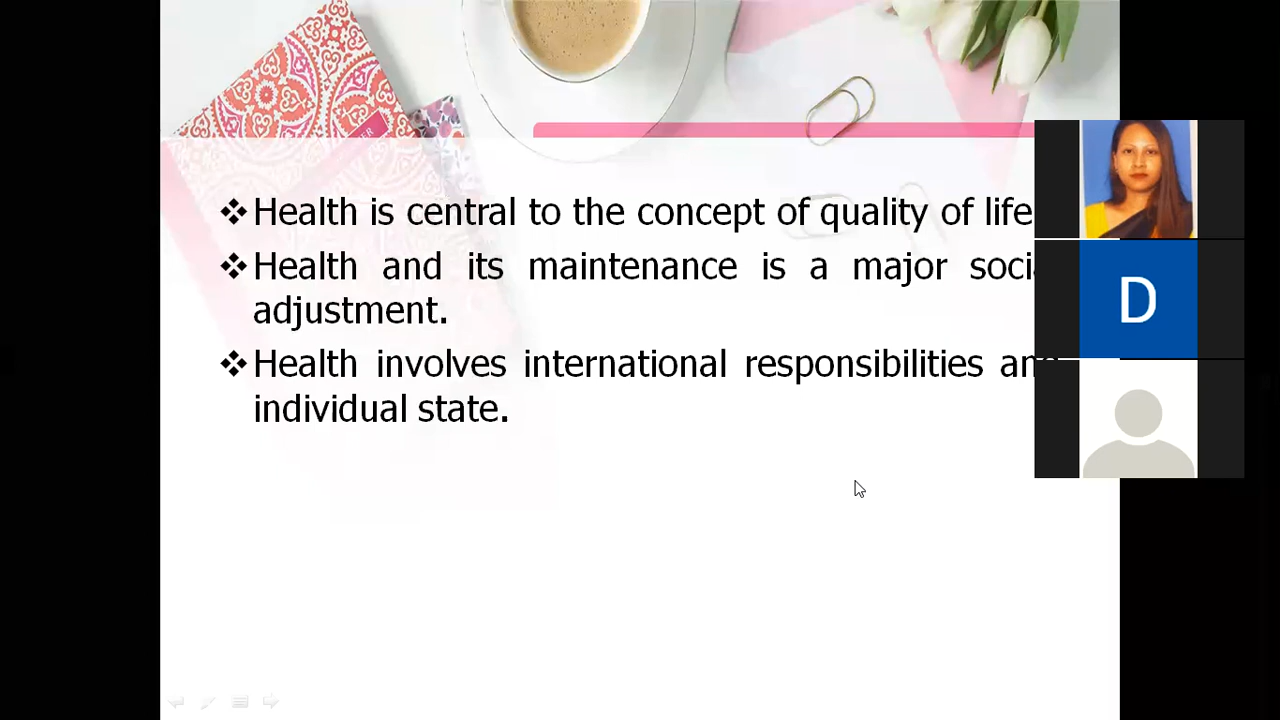 ❖Health is central to the concept of quality of life
❖Health and its maintenance is a major soci
adjustment.
❖Health involves international responsibilities and
individual state.
D